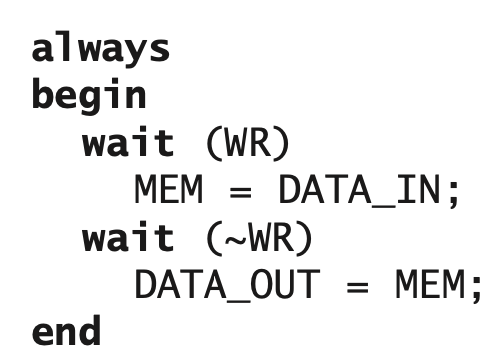 always
begin
wait (WR)
MEM = DATA_IN;
wait (~WR)
DATA_OUT = MEM;
end